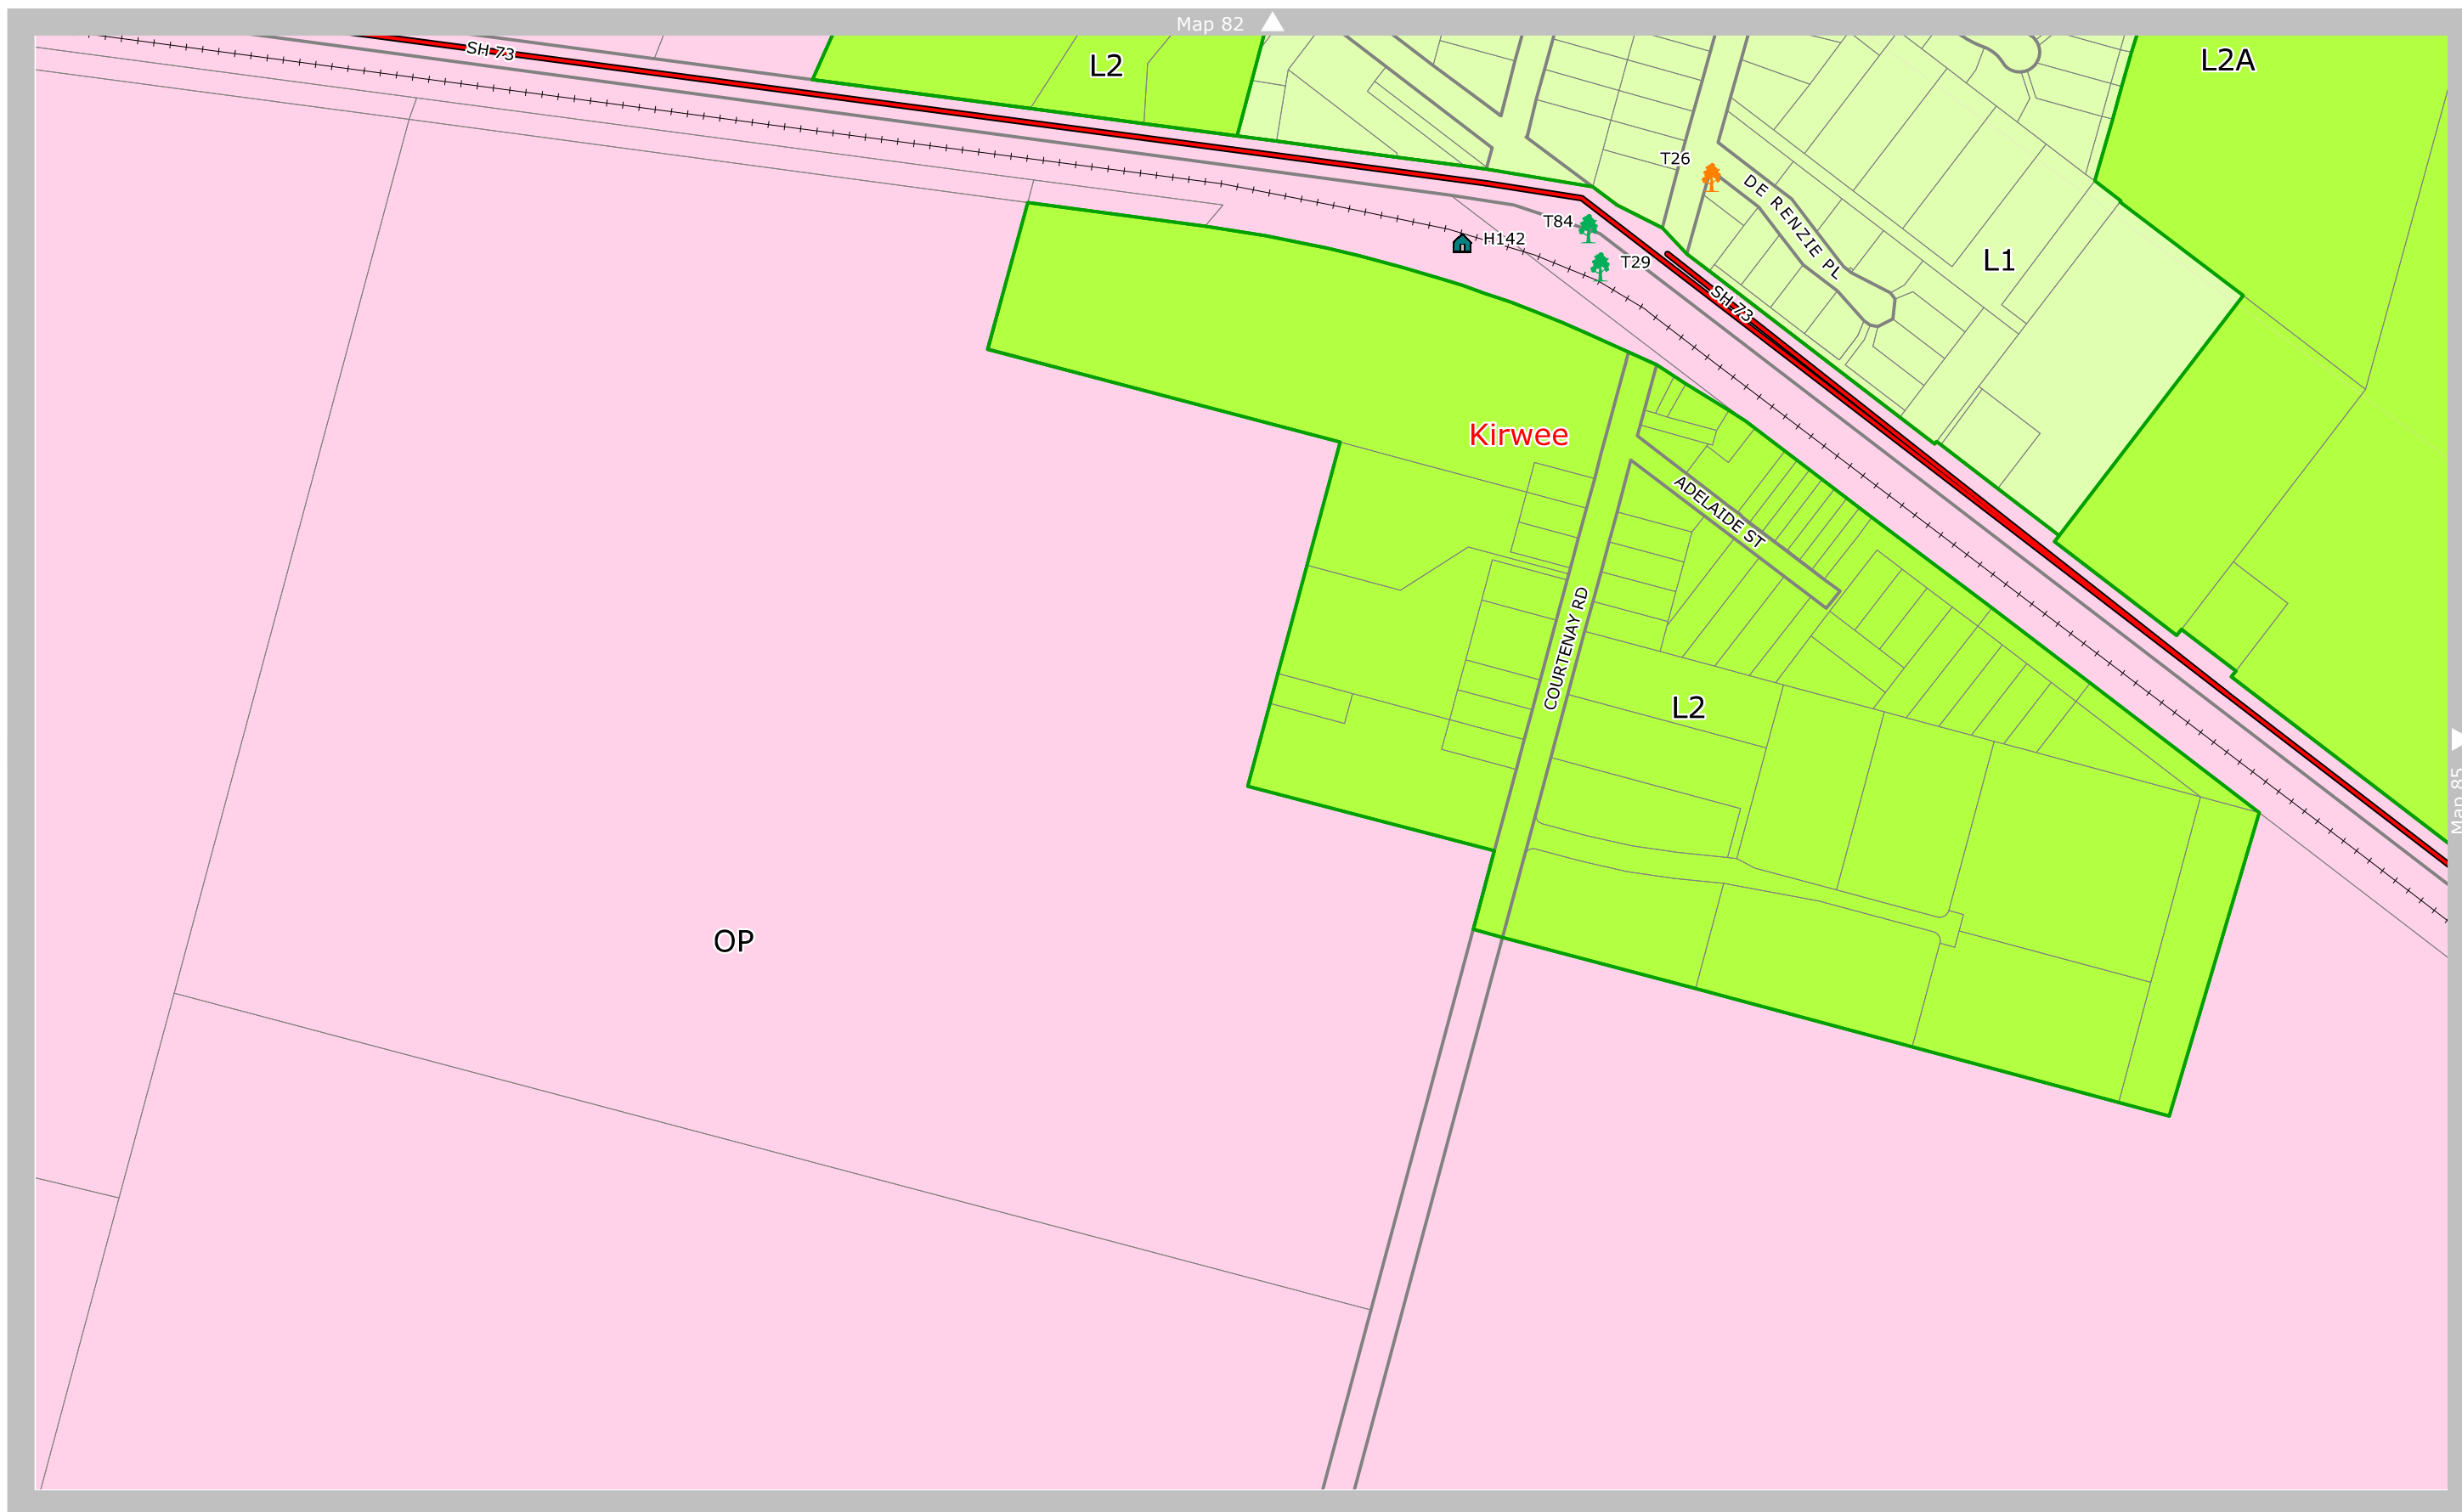 Map 82
SH 73
L2
L2A
T26
DE RENZIE PL
T84
H142
T29
L1
SH 73
Kirwee
ADELAIDE ST
COURTENAY RD
L2
Map 85
OP